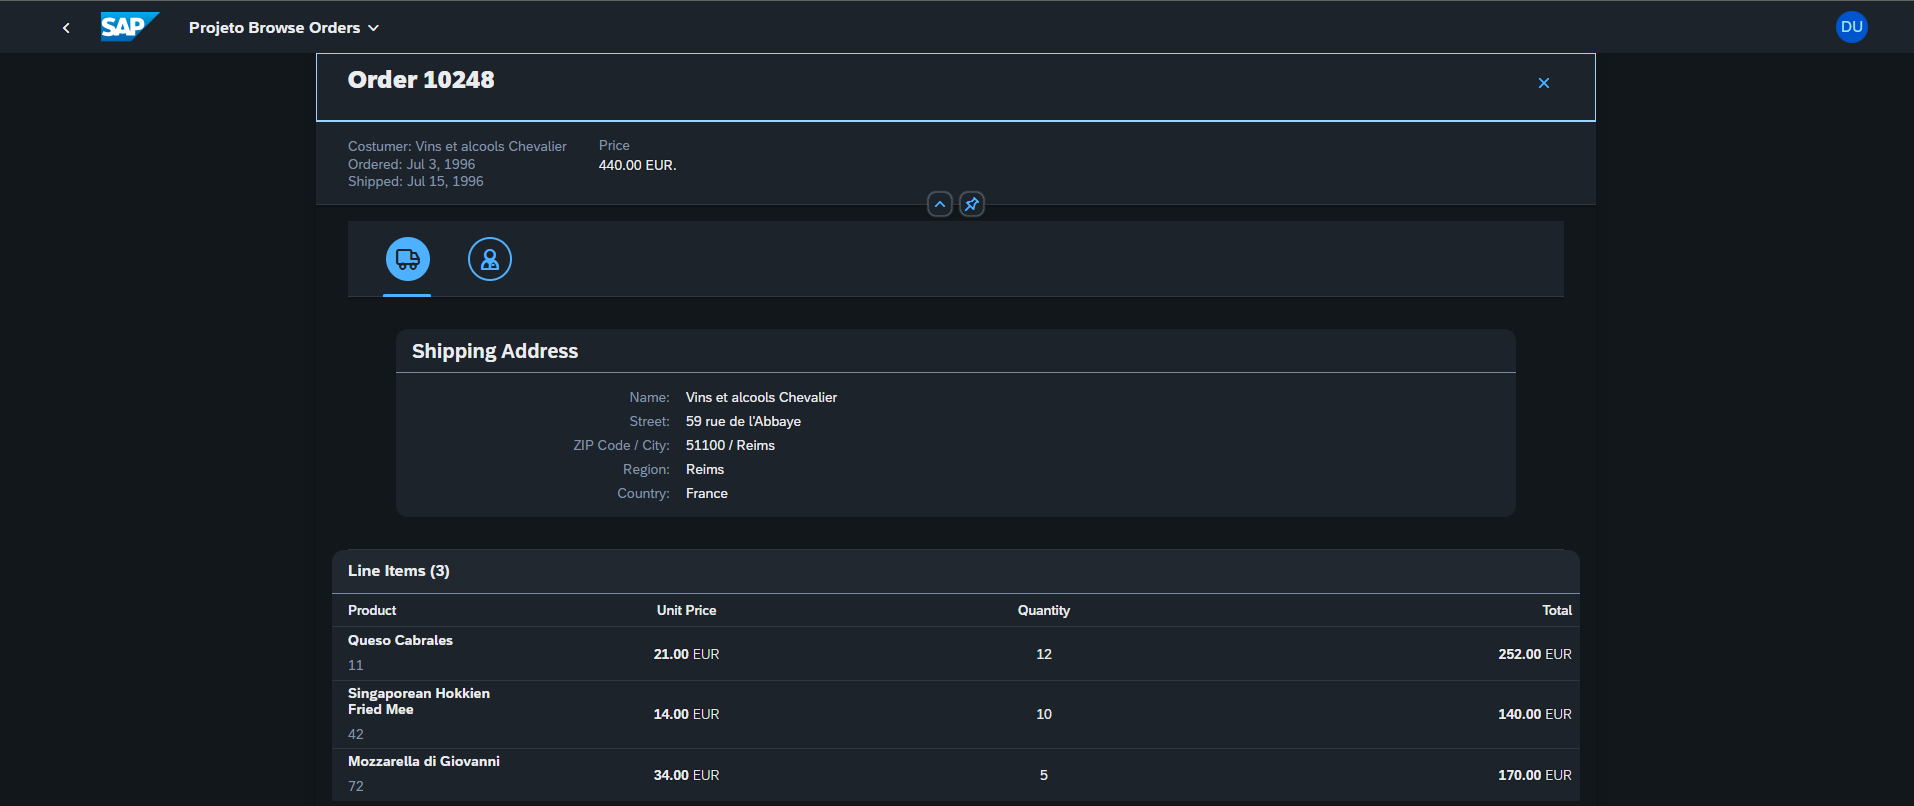 SAP
Projeto Browse Orders
DU
Order 10248
Costumer: Vins et alcools Chevalier
Ordered: Jul 3, 1996
Shipped: Jul 15, 1996
Price
440.00 EUR.
Shipping Address
Name: Vins et alcools Chevalier
Street: 59 rue de l'Abbaye
ZIP Code / City: 51100 / Reims
Region: Reims
Country: France
Line Items (3)
Product Unit Price Quantity Total
Queso Cabrales
11
21.00 EUR 12 252.00 EUR
Singaporean Hokkien
Fried Mee
42
14.00 EUR 10 140.00 EUR
Mozzarella di Giovanni
72
34.00 EUR 5 170.00 EUR